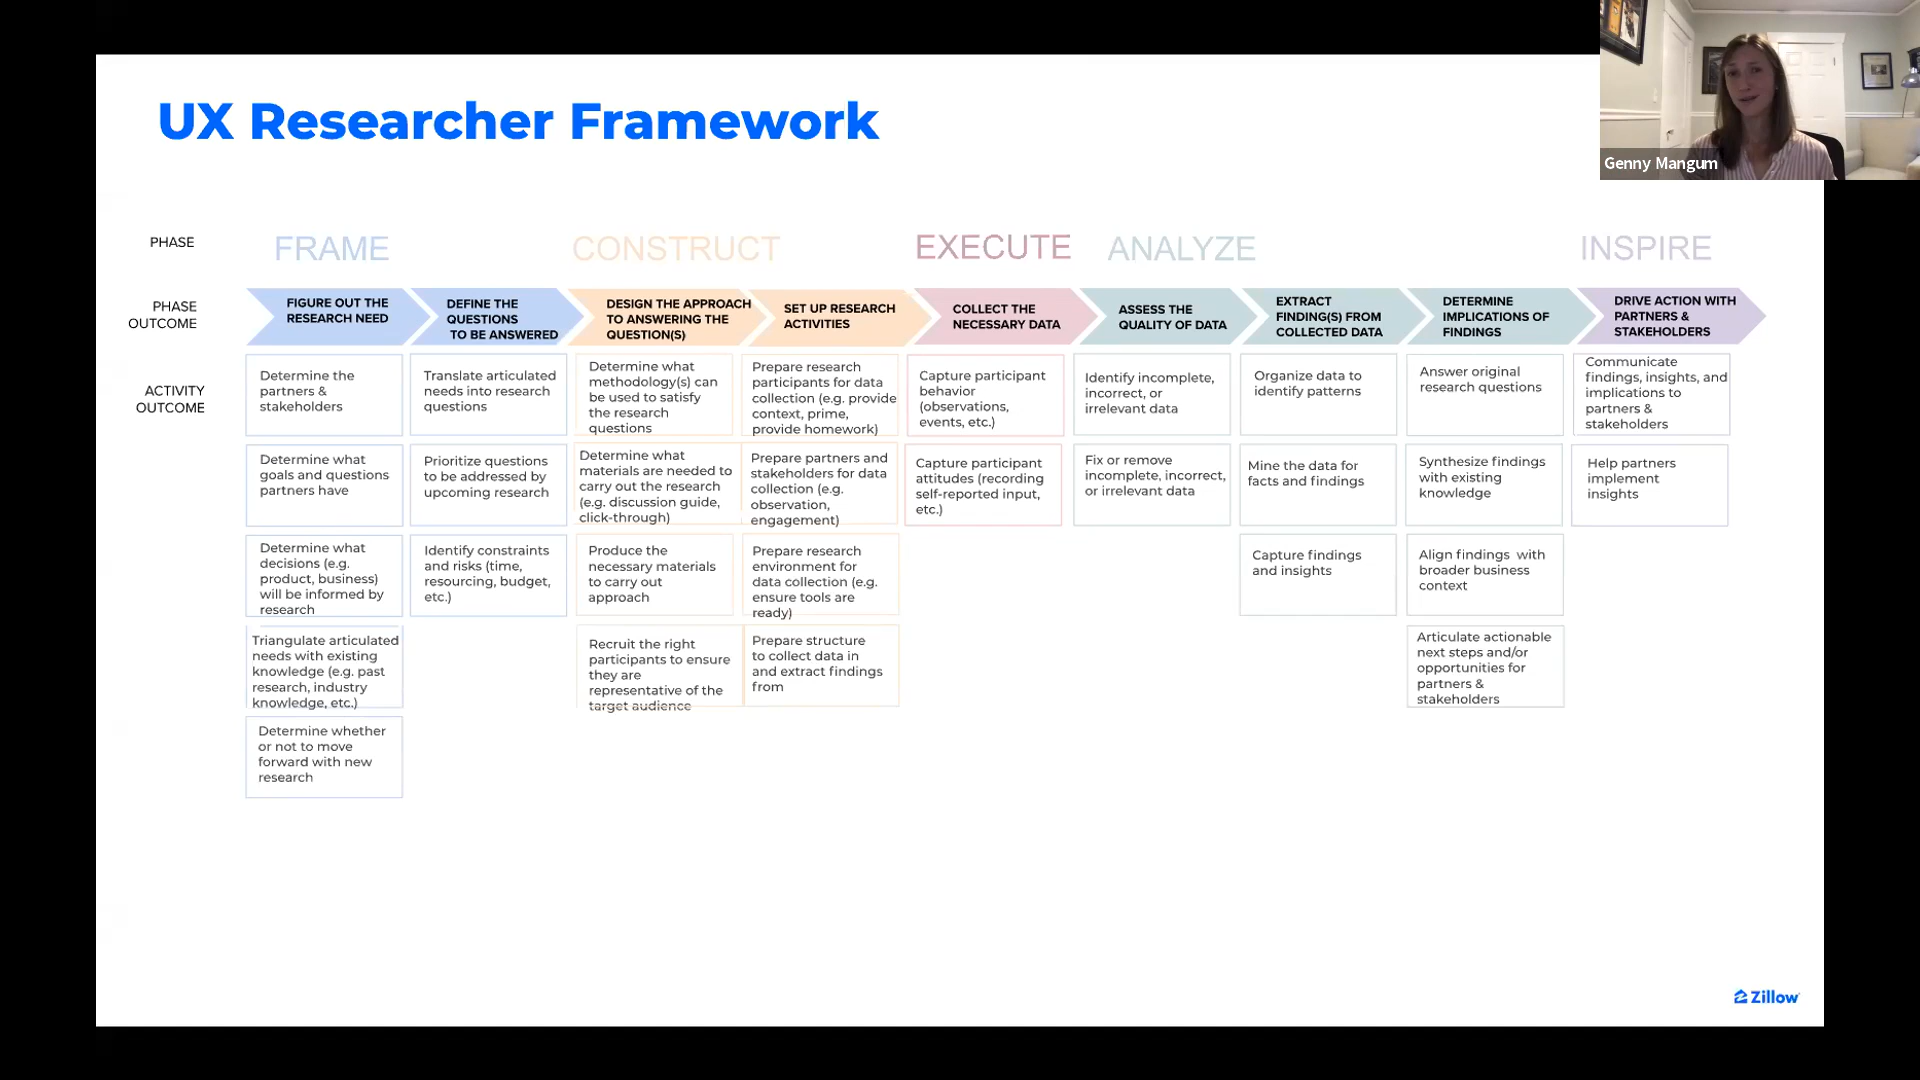 UX Researcher Framework
Genny Mangum
PHASE
FRAME
CONSTRUCT
EXECUTE
ANALYZE
INSPIRE
PHASE
OUTCOME
FIGURE OUT THE
RESEARCH NEED
DEFINE THE
QUESTIONS
TO BE ANSWERED
DESIGN THE APPROACH
TO ANSWERING THE
QUESTION(S)
SET UP RESEARCH
ACTIVITIES
COLLECT THE
NECESSARY DATA
ASSESS THE
QUALITY OF DATA
EXTRACT
FINDING(S) FROM
COLLECTED DATA
DETERMINE
IMPLICATIONS OF
FINDINGS
DRIVE ACTION WITH
PARTNERS &
STAKEHOLDERS
ACTIVITY
OUTCOME
Determine the
partners &
stakeholders
Translate articulated
needs into research
questions
Determine what
methodology(s) can
be used to satisfy
the research
questions
Prepare research
participants for data
collection (e.g. provide
context, prime,
provide homework)
Capture participant
behavior
(observations,
events, etc.)
Identify incomplete,
incorrect, or
irrelevant data
Organize data to
identify patterns
Answer original
research questions
Communicate
findings, insights, and
implications to
partners &
stakeholders
Determine what
goals and questions
partners have
Prioritize questions
to be addressed by
upcoming research
Determine what
materials are needed to
carry out the research
(e.g. discussion guide,
click-through)
Prepare partners and
stakeholders for data
collection (e.g.
observation,
engagement)
Capture participant
attitudes (recording
self-reported input,
etc.)
Fix or remove
incomplete, incorrect,
or irrelevant data
Mine the data for
facts and findings
Synthesize findings
with existing
knowledge
Help partners
implement
insights
Determine what
decisions (e.g.
product, business)
will be informed by
research
Identify constraints
and risks (time,
resourcing, budget,
etc.)
Produce the
necessary materials
to carry out
approach
Prepare research
environment for
data collection (e.g.
ensure tools are
ready)
Capture findings
and insights
Align findings with
broader business
context
Triangulate articulated
needs with existing
knowledge (e.g. past
research, industry
knowledge, etc.)
Recruit the right
participants to ensure
they are
representative of the
target audience
Prepare structure
to collect data in
and extract findings
from
Articulate actionable
next steps and/or
opportunities for
partners &
stakeholders
Determine whether
or not to move
forward with new
research
Zillow